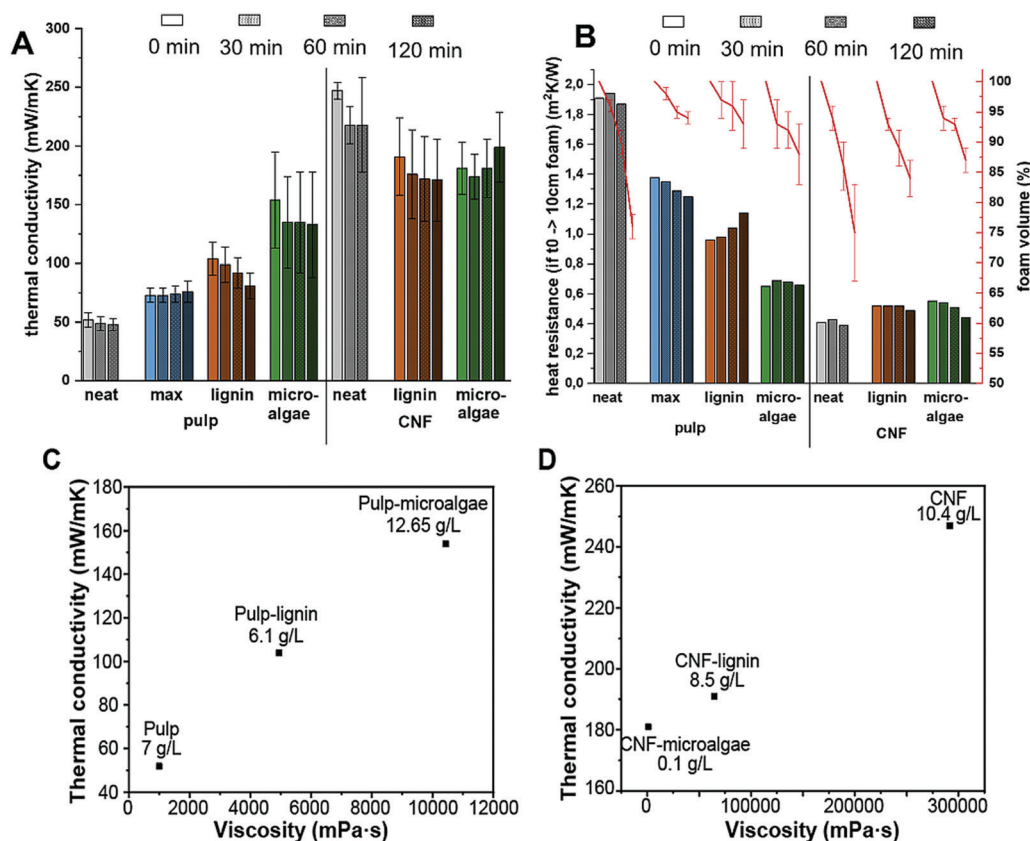 A
0 min 30 min 60 min 120 min
thermal conductivity (mW/mK)
300
250
200
150
100
50
0
neat max lignin micro-
algae
neat lignin micro-
algae
pulp CNF
B
0 min 30 min 60 min 120 min
heat resistance (if t0 -> 10cm foam) (m²K/W)
2,0
1,8
1,6
1,4
1,2
1,0
0,8
0,6
0,4
0,2
0,0
foam volume (%)
100
95
90
85
80
75
70
65
60
55
50
neat max lignin micro-
algae
neat lignin micro-
algae
pulp CNF
C
Thermal conductivity (mW/mK)
180
160
140
120
100
80
60
40
Pulp-microalgae
12.65 g/L
Pulp-lignin
6.1 g/L
Pulp
7 g/L
0 2000 4000 6000 8000 10000 12000
Viscosity (mPa·s)
D
Thermal conductivity (mW/mK)
260
240
220
200
180
160
CNF
10.4 g/L
CNF-lignin
8.5 g/L
CNF-microalgae
0.1 g/L
0 100000 200000 300000
Viscosity (mPa·s)